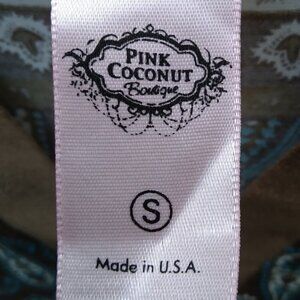 PINK
COCONUT
Boutique
S
Made in U.S.A.